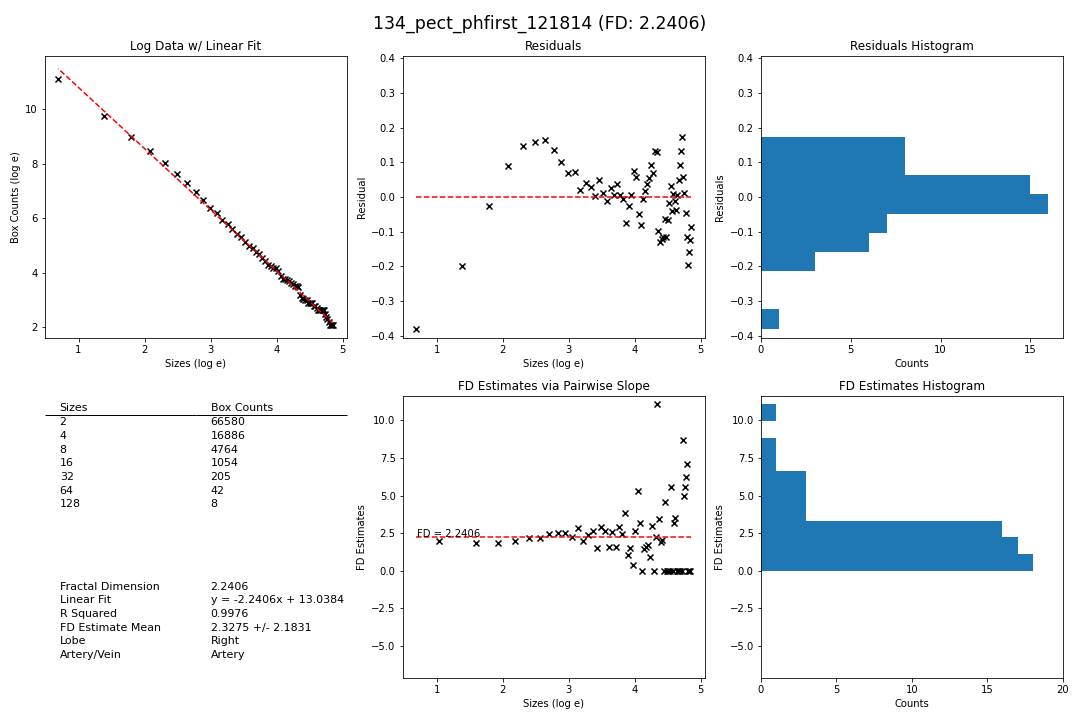 134_pect_phfirst_121814 (FD: 2.2406)
Log Data w/ Linear Fit
Box Counts (log e)
10
8
6
4
2
1 2 3 4 5
Sizes (log e)
Residuals
Residual
0.4
0.3
0.2
0.1
0.0
−0.1
−0.2
−0.3
−0.4
1 2 3 4 5
Sizes (log e)
Residuals Histogram
Residuals
0.4
0.3
0.2
0.1
0.0
−0.1
−0.2
−0.3
−0.4
0 5 10 15
Counts
Sizes Box Counts
2 66580
4 16886
8 4764
16 1054
32 205
64 42
128 8
Fractal Dimension 2.2406
Linear Fit y = -2.2406x + 13.0384
R Squared 0.9976
FD Estimate Mean 2.3275 +/- 2.1831
Lobe Right
Artery/Vein Artery
FD Estimates via Pairwise Slope
FD Estimates
10.0
7.5
5.0
2.5
0.0
−2.5
−5.0
FD = 2.2406
1 2 3 4 5
Sizes (log e)
FD Estimates Histogram
FD Estimates
10.0
7.5
5.0
2.5
0.0
−2.5
−5.0
0 5 10 15 20
Counts